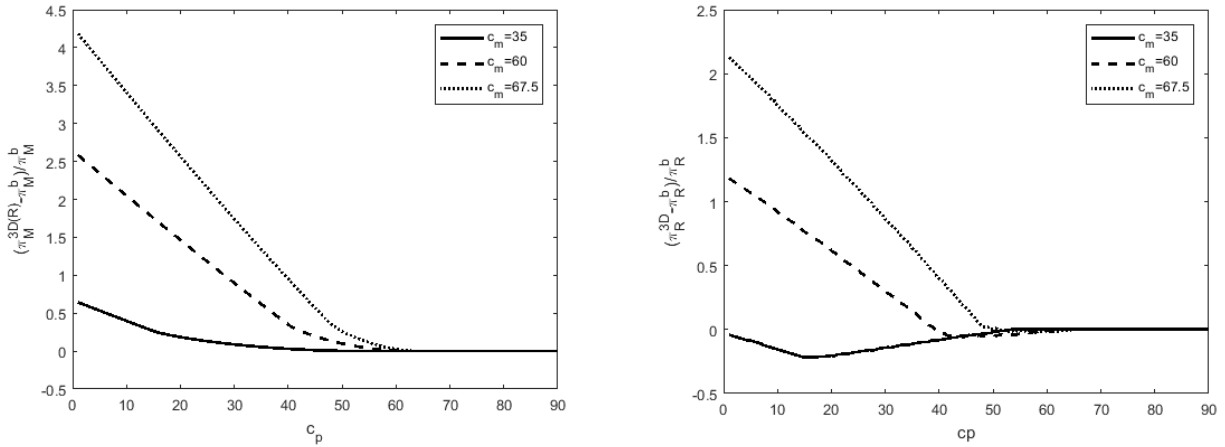 4.5
4
3.5
3
2.5
2
1.5
1
0.5
0
-0.5
(π_M^3D(R)-π_M^b)/π_M^b
c_m=35
c_m=60
c_m=67.5
0 10 20 30 40 50 60 70 80 90
c_p
2.5
2
1.5
1
0.5
0
-0.5
(π_R^3D-π_R^b)/π_R^b
c_m=35
c_m=60
c_m=67.5
0 10 20 30 40 50 60 70 80 90
cp